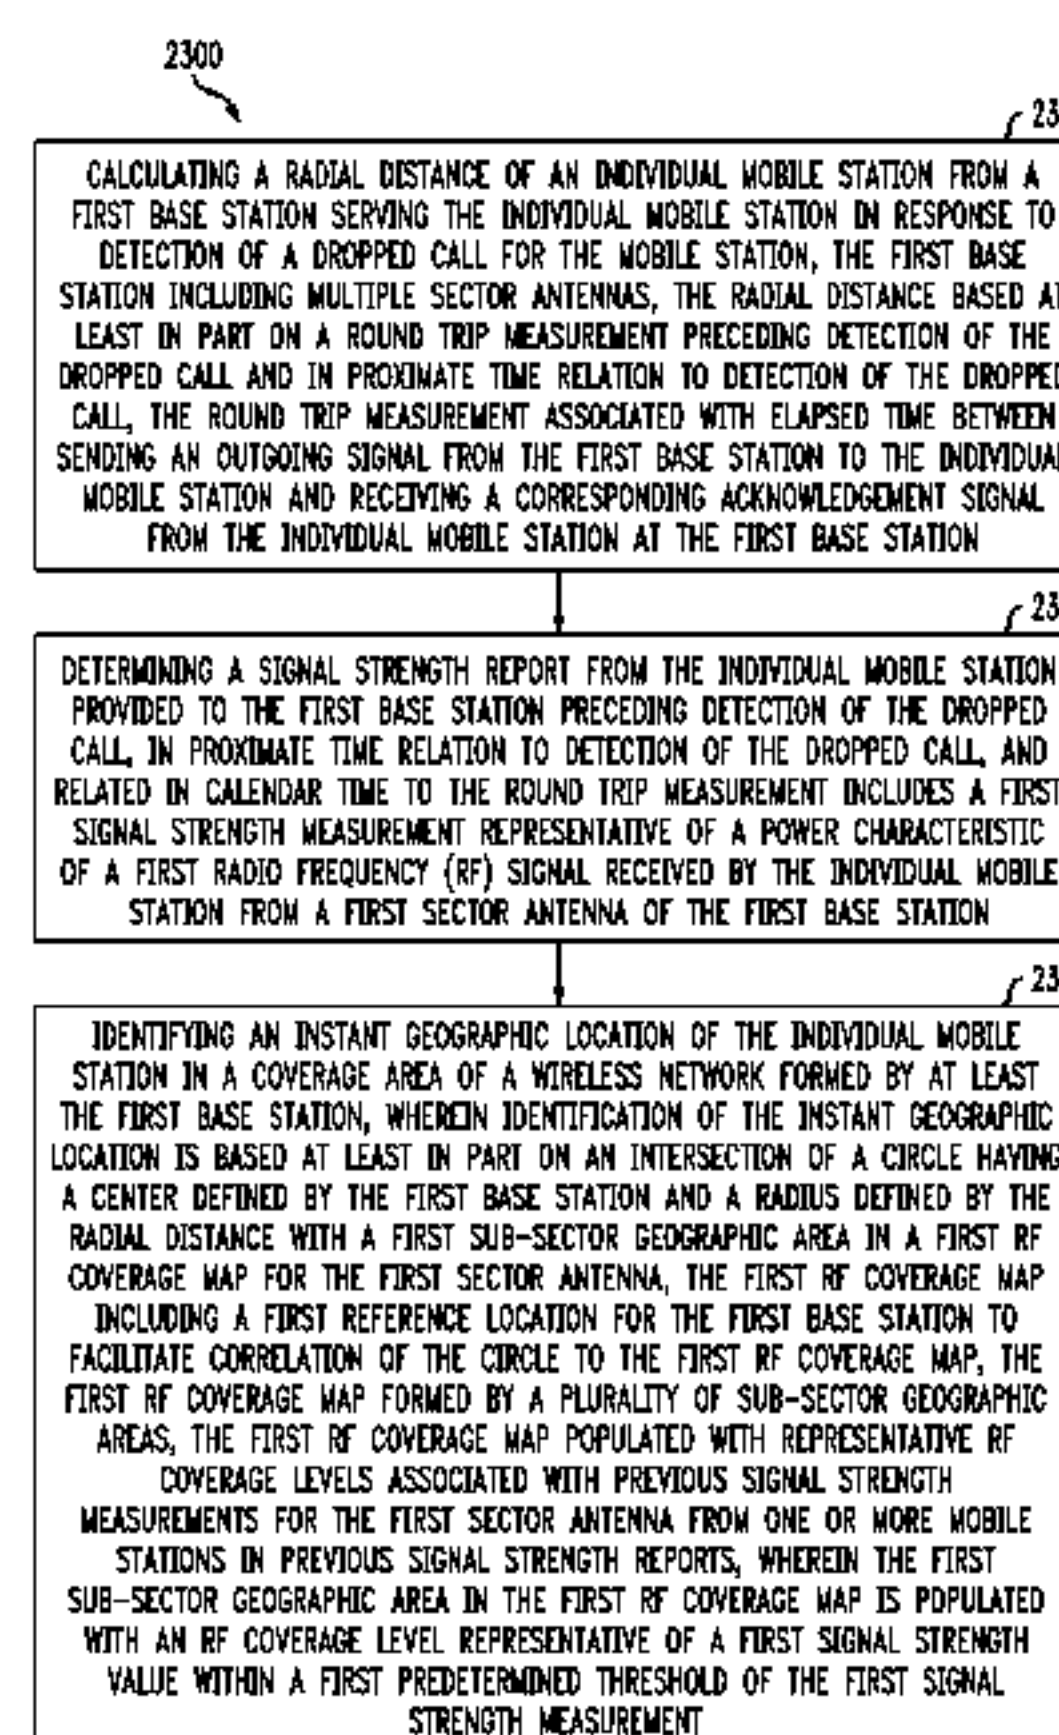 2300
23
CALCULATING A RADIAL DISTANCE OF AN INDIVIDUAL MOBILE STATION FROM A
FIRST BASE STATION SERVING THE INDIVIDUAL MOBILE STATION IN RESPONSE TO
DETECTION OF A DROPPED CALL FOR THE MOBILE STATION, THE FIRST BASE
STATION INCLUDING MULTIPLE SECTOR ANTENNAS, THE RADIAL DISTANCE BASED AT
LEAST IN PART ON A ROUND TRIP MEASUREMENT PRECEDING DETECTION OF THE
DROPPED CALL AND IN PROXIMATE TIME RELATION TO DETECTION OF THE DROPPED
CALL, THE ROUND TRIP MEASUREMENT ASSOCIATED WITH ELAPSED TIME BETWEEN
SENDING AN OUTGOING SIGNAL FROM THE FIRST BASE STATION TO THE INDIVIDUAL
MOBILE STATION AND RECEIVING A CORRESPONDING ACKNOWLEDGEMENT SIGNAL
FROM THE INDIVIDUAL MOBILE STATION AT THE FIRST BASE STATION
23
DETERMINING A SIGNAL STRENGTH REPORT FROM THE INDIVIDUAL MOBILE STATION
PROVIDED TO THE FIRST BASE STATION PRECEDING DETECTION OF THE DROPPED
CALL, IN PROXIMATE TIME RELATION TO DETECTION OF THE DROPPED CALL, AND
RELATED IN CALENDAR TIME TO THE ROUND TRIP MEASUREMENT INCLUDES A FIRST
SIGNAL STRENGTH MEASUREMENT REPRESENTATIVE OF A POWER CHARACTERISTIC
OF A FIRST RADIO FREQUENCY (RF) SIGNAL RECEIVED BY THE INDIVIDUAL MOBILE
STATION FROM A FIRST SECTOR ANTENNA OF THE FIRST BASE STATION
23
IDENTIFYING AN INSTANT GEOGRAPHIC LOCATION OF THE INDIVIDUAL MOBILE
STATION IN A COVERAGE AREA OF A WIRELESS NETWORK FORMED BY AT LEAST
THE FIRST BASE STATION, WHEREIN IDENTIFICATION OF THE INSTANT GEOGRAPHIC
LOCATION IS BASED AT LEAST IN PART ON AN INTERSECTION OF A CIRCLE HAVING
A CENTER DEFINED BY THE FIRST BASE STATION AND A RADIUS DEFINED BY THE
RADIAL DISTANCE WITH A FIRST SUB-SECTOR GEOGRAPHIC AREA IN A FIRST RF
COVERAGE MAP FOR THE FIRST SECTOR ANTENNA, THE FIRST RF COVERAGE MAP
INCLUDING A FIRST REFERENCE LOCATION FOR THE FIRST BASE STATION TO
FACILITATE CORRELATION OF THE CIRCLE TO THE FIRST RF COVERAGE MAP, THE
FIRST RF COVERAGE MAP FORMED BY A PLURALITY OF SUB-SECTOR GEOGRAPHIC
AREAS, THE FIRST RF COVERAGE MAP POPULATED WITH REPRESENTATIVE RF
COVERAGE LEVELS ASSOCIATED WITH PREVIOUS SIGNAL STRENGTH
MEASUREMENTS FOR THE FIRST SECTOR ANTENNA FROM ONE OR MORE MOBILE
STATIONS IN PREVIOUS SIGNAL STRENGTH REPORTS, WHEREIN THE FIRST
SUB-SECTOR GEOGRAPHIC AREA IN THE FIRST RF COVERAGE MAP IS POPULATED
WITH AN RF COVERAGE LEVEL REPRESENTATIVE OF A FIRST SIGNAL STRENGTH
VALUE WITHIN A FIRST PREDETERMINED THRESHOLD OF THE FIRST SIGNAL
STRENGTH MEASUREMENT